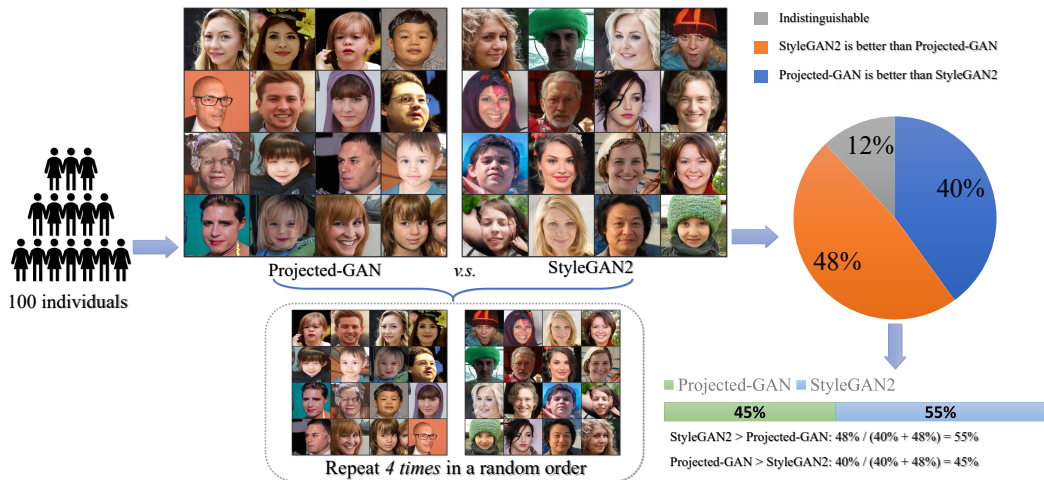 Indistinguishable
StyleGAN2 is better than Projected-GAN
Projected-GAN is better than StyleGAN2
12%
40%
48%
Projected-GAN v.s. StyleGAN2
100 individuals
Projected-GAN StyleGAN2
45% 55%
StyleGAN2 > Projected-GAN: 48% / (40% + 48%) = 55%
Projected-GAN > StyleGAN2: 40% / (40% + 48%) = 45%
Repeat 4 times in a random order